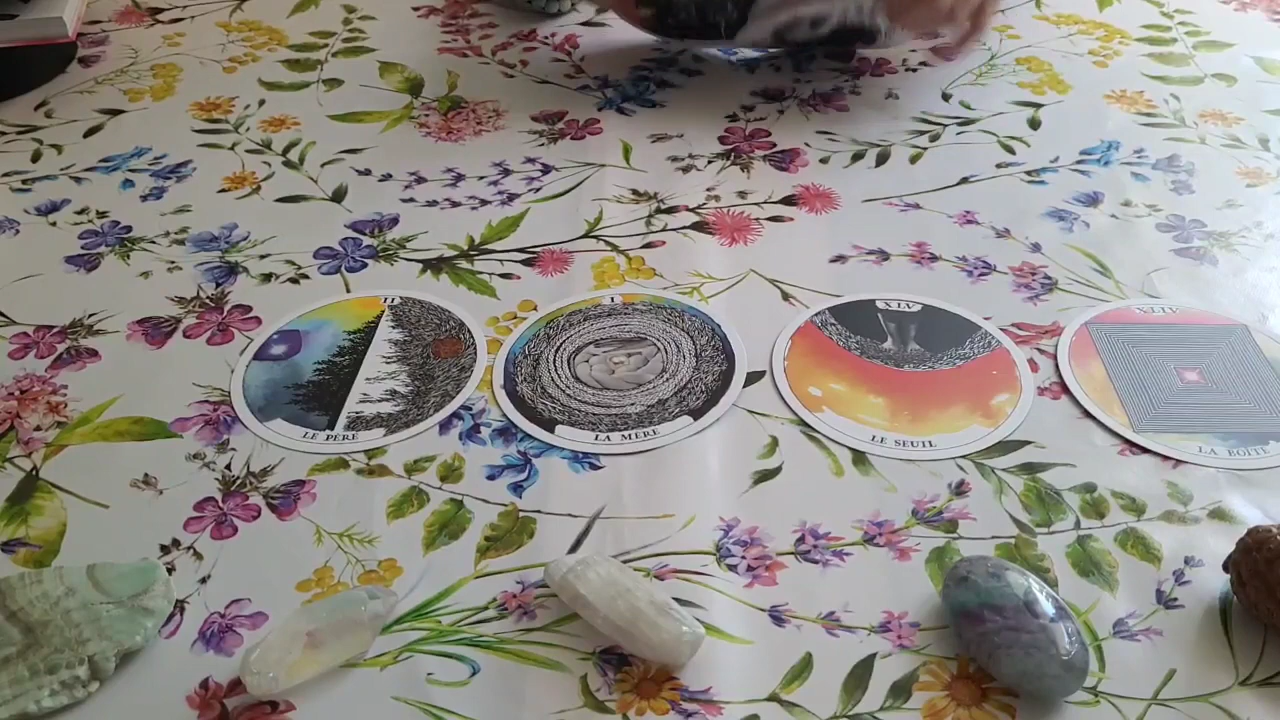 II
LE PÈRE
I
LA MÈRE
XLV
LE SEUIL
XLIV
LA BOÎTE